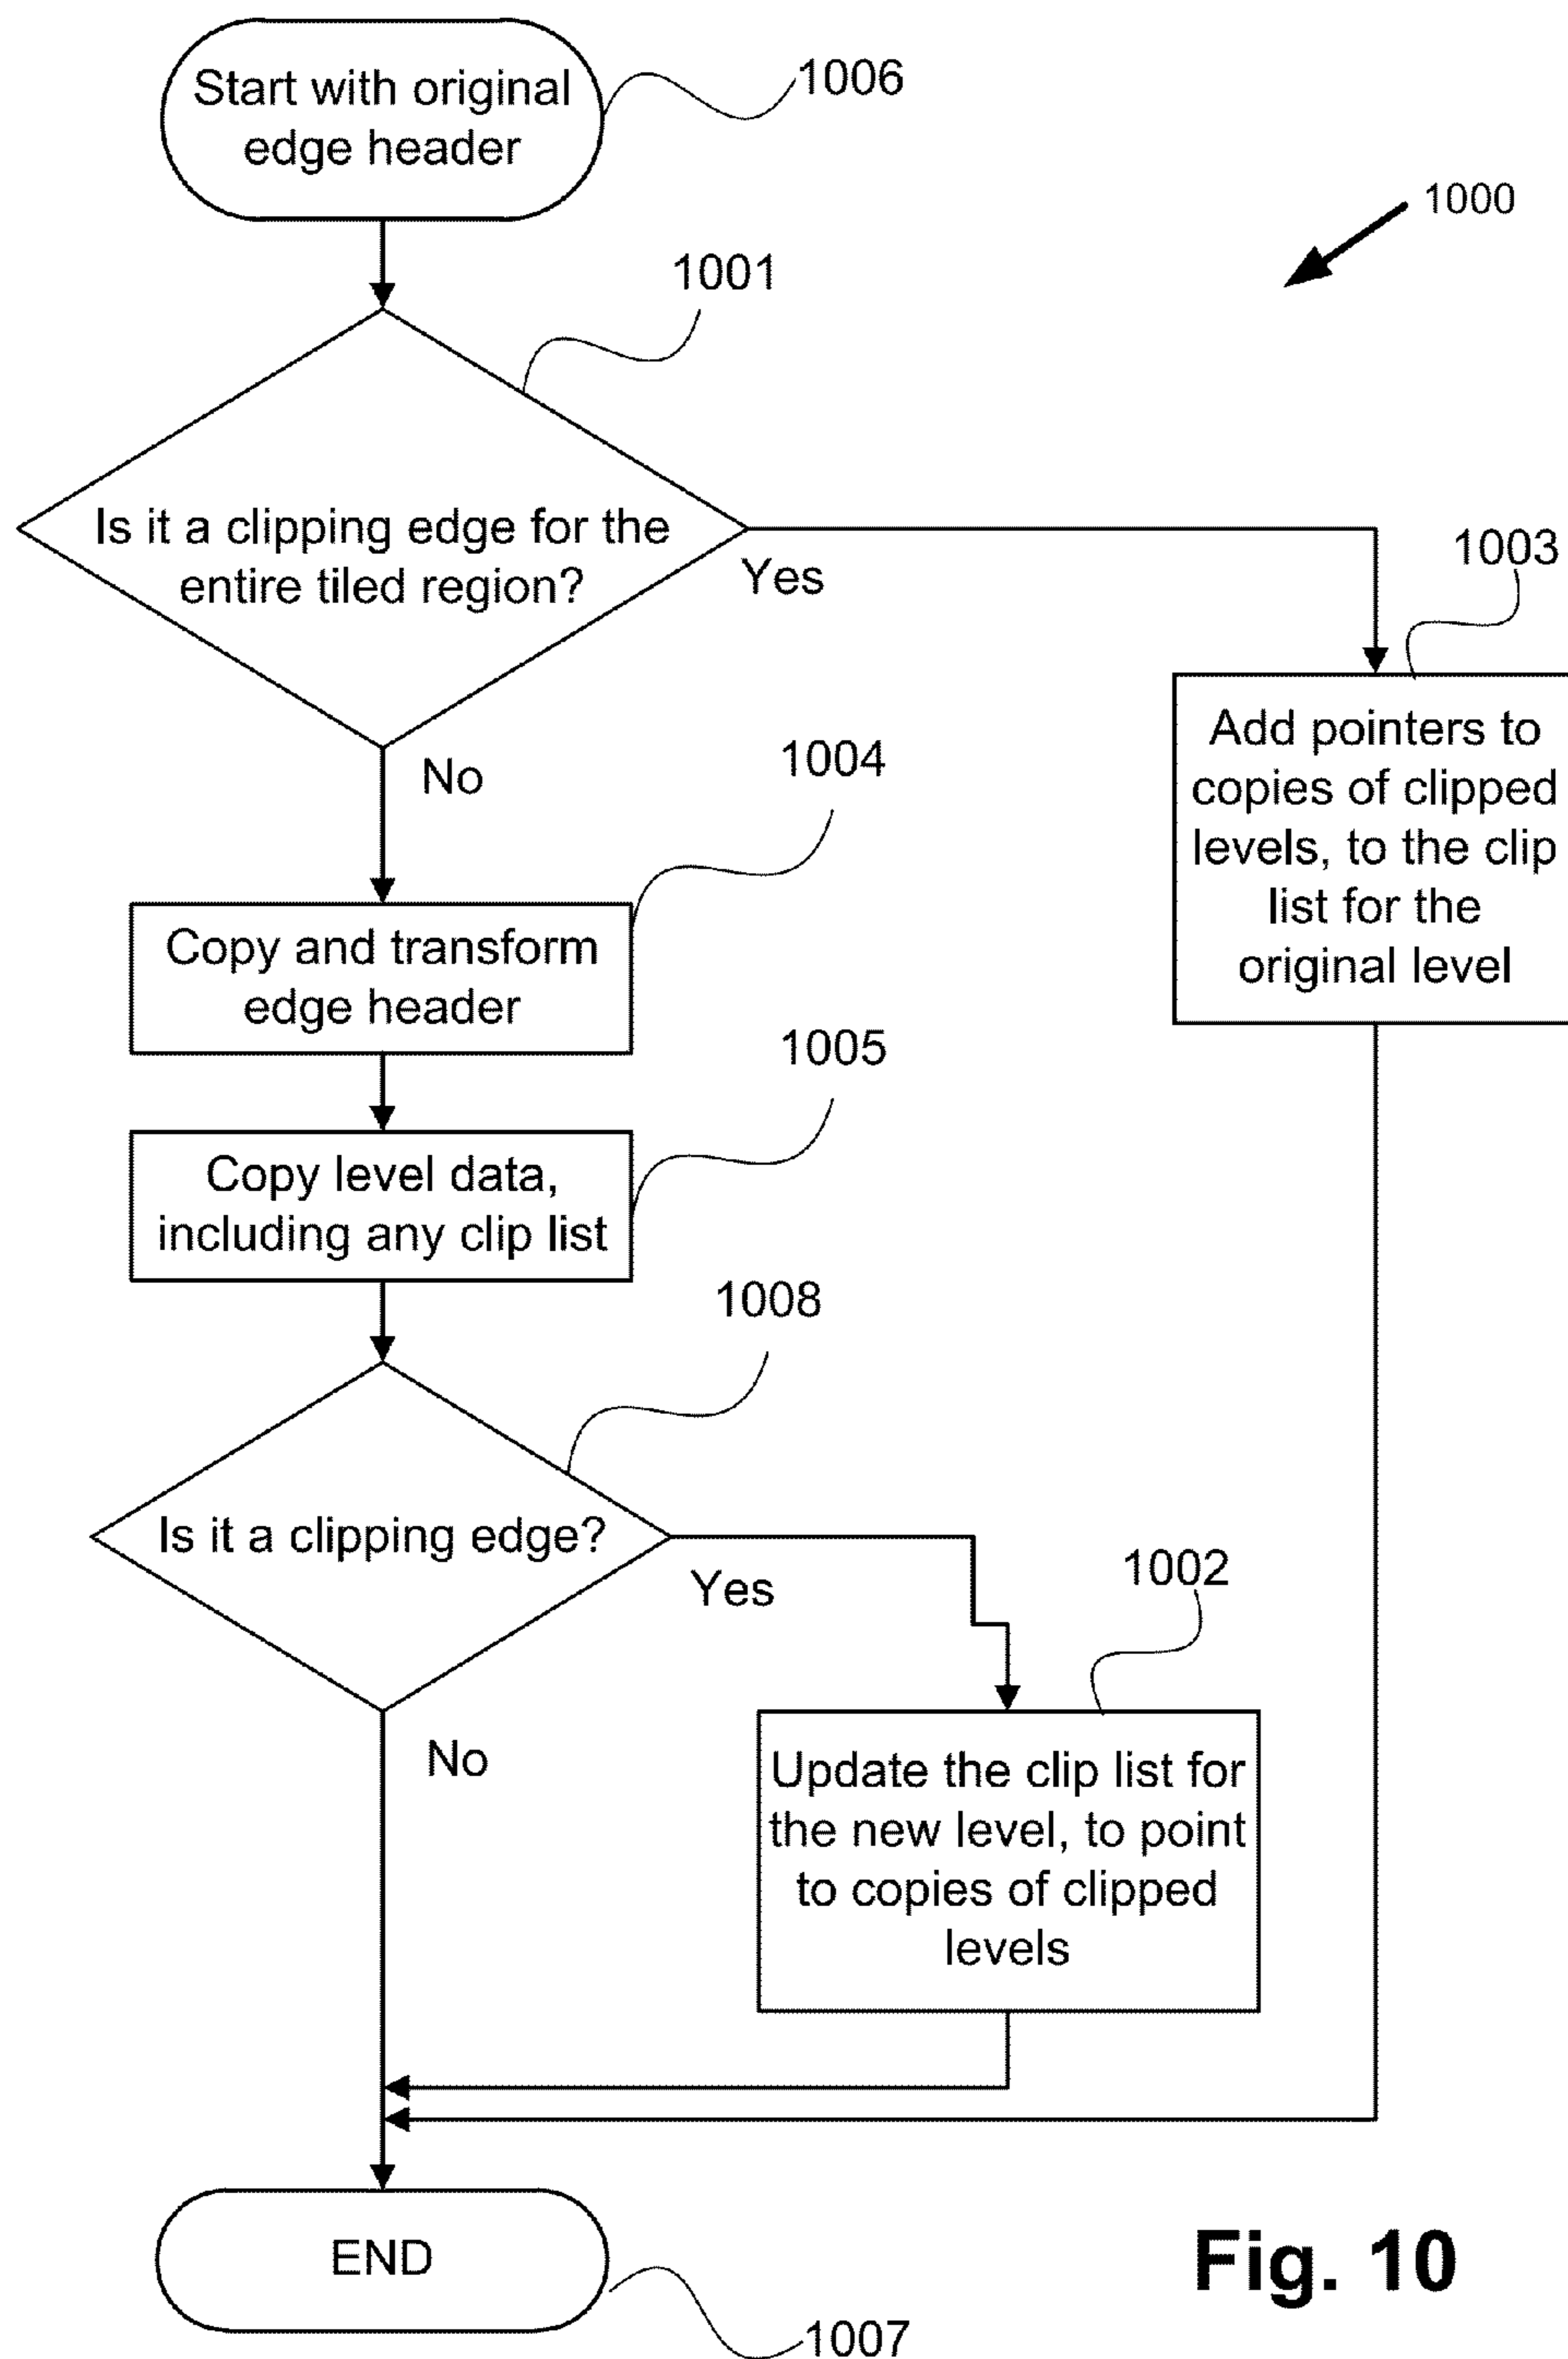 Start with original
edge header
1006
1000
1001
Is it a clipping edge for the
entire tiled region?
Yes
1003
No
Add pointers to
copies of clipped
levels, to the clip
list for the
original level
1004
Copy and transform
edge header
1005
Copy level data,
including any clip list
1008
Is it a clipping edge?
Yes
1002
No
Update the clip list for
the new level, to point
to copies of clipped
levels
END
1007
Fig. 10